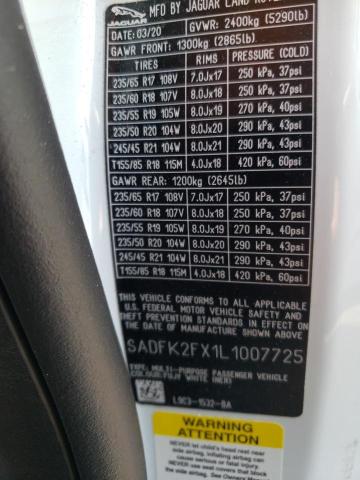 JAGUAR
MFD BY JAGUAR LAND ROVER
DATE: 03/20 GVWR: 2400kg (5290lb)
GAWR FRONT: 1300kg (2865lb)
TIRES RIMS PRESSURE (COLD)
235/65 R17 108V 7.0Jx17 250 kPa, 37psi
235/60 R18 107V 8.0Jx18 250 kPa, 37psi
235/55 R19 105W 8.0Jx19 270 kPa, 40psi
235/50 R20 104W 8.0Jx20 290 kPa, 43psi
245/45 R21 104W 8.0Jx21 290 kPa, 43psi
T155/85 R18 115M 4.0Jx18 420 kPa, 60psi
GAWR REAR: 1200kg (2645lb)
235/65 R17 108V 7.0Jx17 250 kPa, 37psi
235/60 R18 107V 8.0Jx18 250 kPa, 37psi
235/55 R19 105W 8.0Jx19 270 kPa, 40psi
235/50 R20 104W 8.0Jx20 290 kPa, 43psi
245/45 R21 104W 8.0Jx21 290 kPa, 43psi
T155/85 R18 115M 4.0Jx18 420 kPa, 60psi
THIS VEHICLE CONFORMS TO ALL APPLICABLE
U.S. FEDERAL MOTOR VEHICLE SAFETY
DATE OF MANUFACTURE SHOWN ABOVE
SADFK2FX1L1007725
TYPE: MULTI-PURPOSE PASSENGER VEHICLE
COLOUR: FUJI WHITE
L9C3-1532-BA
WARNING
ATTENTION